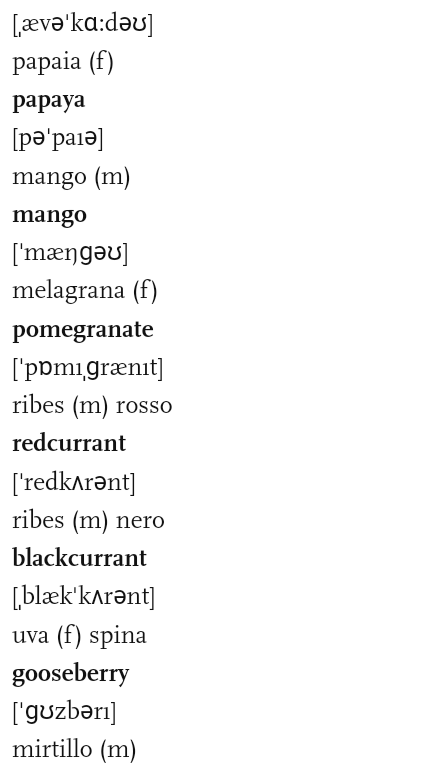 [ˌævəˈkɑːdəʊ]
papaia (f)
papaya
[pəˈpaɪə]
mango (m)
mango
[ˈmæŋɡəʊ]
melagrana (f)
pomegranate
[ˈpɒmɪˌɡrænɪt]
ribes (m) rosso
redcurrant
[ˈredkʌrənt]
ribes (m) nero
blackcurrant
[ˌblækˈkʌrənt]
uva (f) spina
gooseberry
[ˈɡʊzbərɪ]
mirtillo (m)